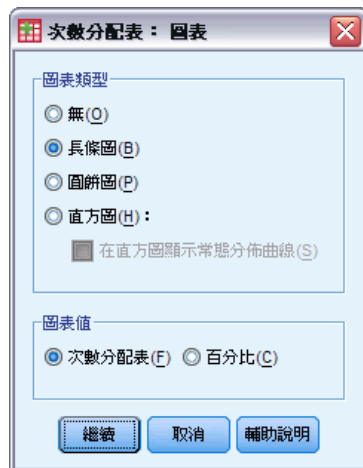 次數分配表： 圖表
圖表類型
無(O)
長條圖(B)
圓餅圖(P)
直方圖(H)：
在直方圖顯示常態分佈曲線(S)
圖表值
次數分配表(F) 百分比(C)
繼續 取消 輔助說明